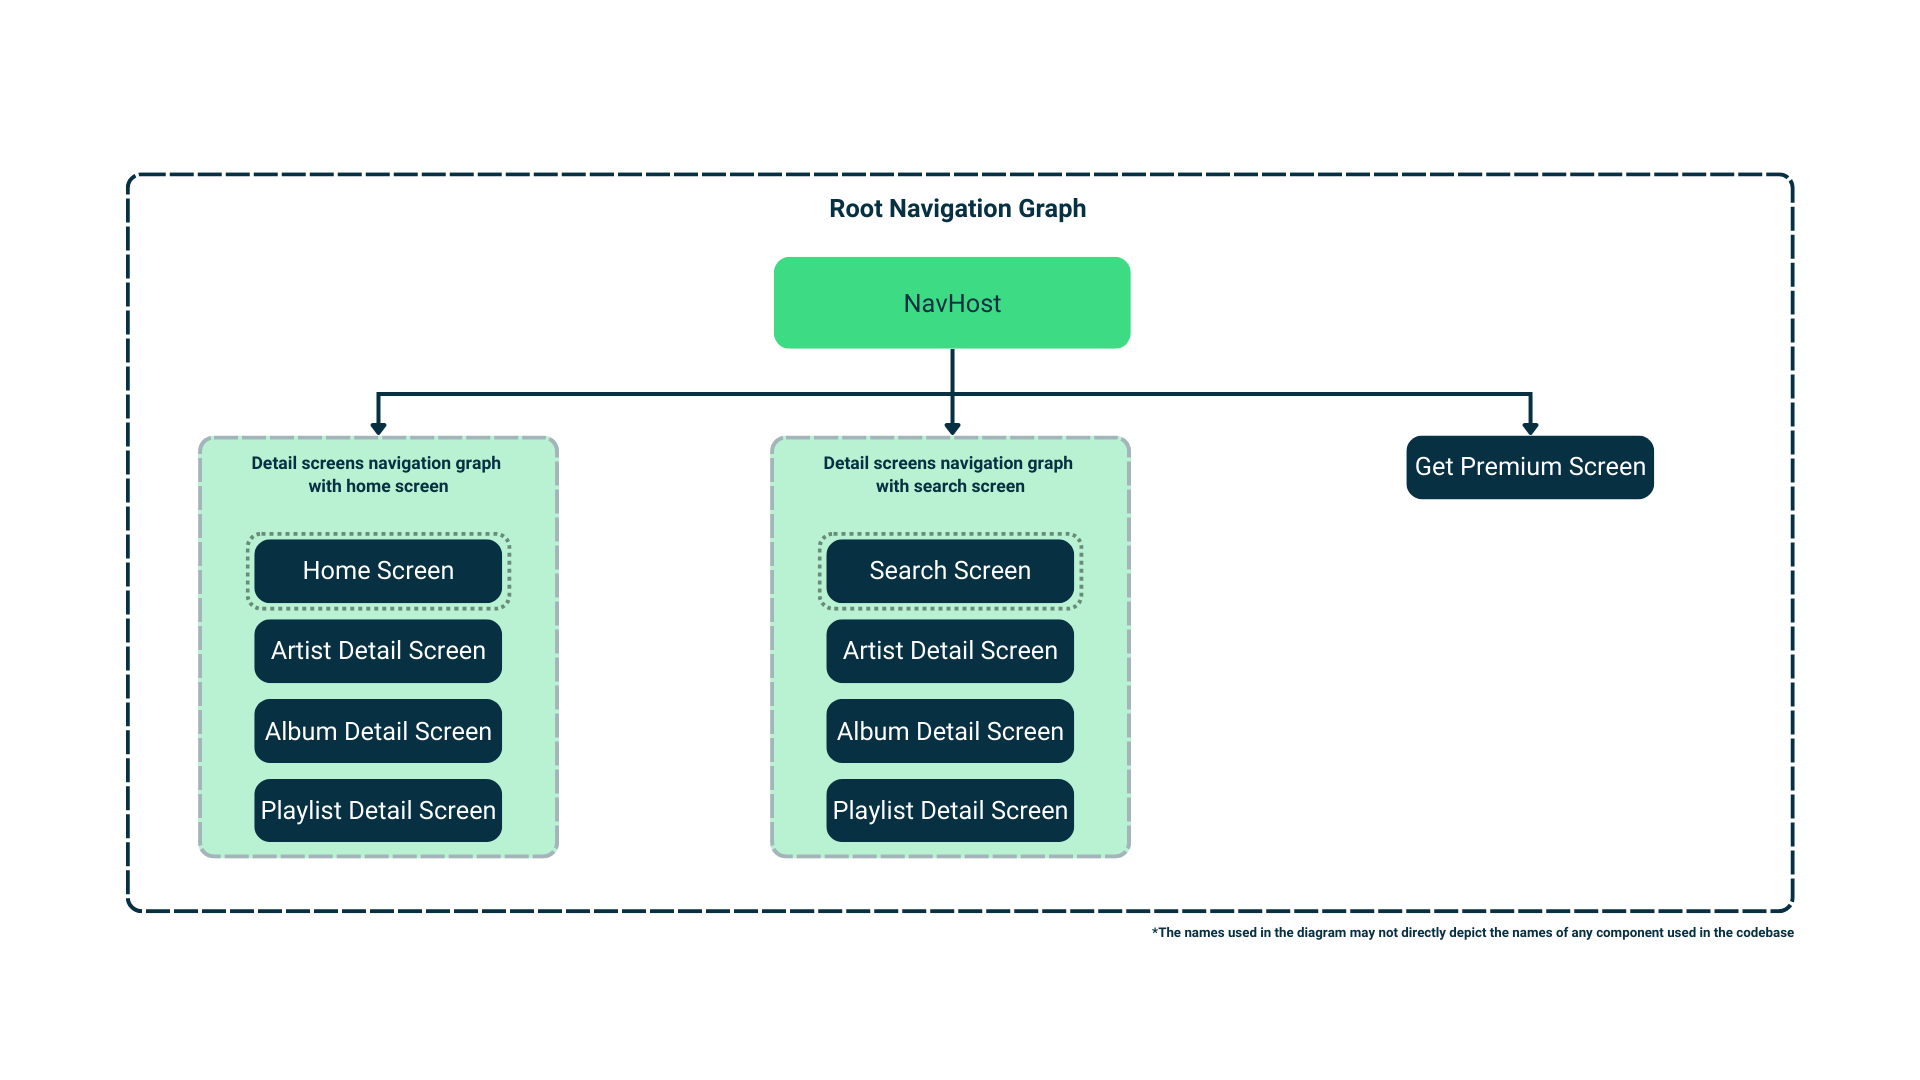 Root Navigation Graph
NavHost
Detail screens navigation graph
with home screen
Home Screen
Artist Detail Screen
Album Detail Screen
Playlist Detail Screen
Detail screens navigation graph
with search screen
Search Screen
Artist Detail Screen
Album Detail Screen
Playlist Detail Screen
Get Premium Screen
*The names used in the diagram may not directly depict the names of any component used in the codebase